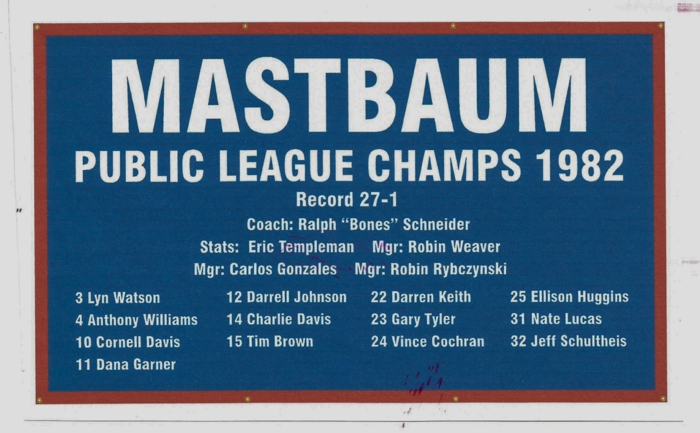 MASTBAUM
PUBLIC LEAGUE CHAMPS 1982
Record 27-1
Coach: Ralph “Bones” Schneider
Stats: Eric Templeman Mgr: Robin Weaver
Mgr: Carlos Gonzales Mgr: Robin Rybczynski
3 Lyn Watson 12 Darrell Johnson 22 Darren Keith 25 Ellison Huggins
4 Anthony Williams 14 Charlie Davis 23 Gary Tyler 31 Nate Lucas
10 Cornell Davis 15 Tim Brown 24 Vince Cochran 32 Jeff Schultheis
11 Dana Garner